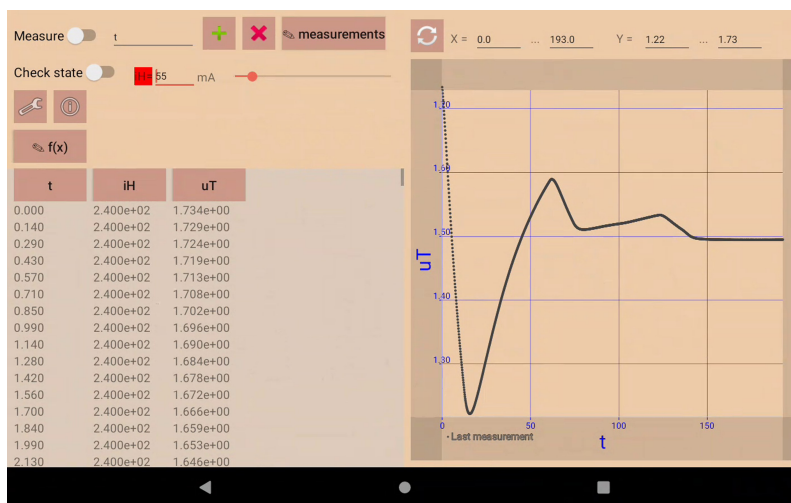 Measure t measurements
X = 0.0 ... 193.0 Y = 1.22 ... 1.73
Check state iH= 55 mA
f(x)
t iH uT
0.000 2.400e+02 1.734e+00
0.140 2.400e+02 1.729e+00
0.290 2.400e+02 1.724e+00
0.430 2.400e+02 1.719e+00
0.570 2.400e+02 1.713e+00
0.710 2.400e+02 1.708e+00
0.850 2.400e+02 1.702e+00
0.990 2.400e+02 1.696e+00
1.140 2.400e+02 1.690e+00
1.280 2.400e+02 1.684e+00
1.420 2.400e+02 1.678e+00
1.560 2.400e+02 1.672e+00
1.700 2.400e+02 1.666e+00
1.840 2.400e+02 1.659e+00
1.990 2.400e+02 1.653e+00
2.130 2.400e+02 1.646e+00
1.70
1.60
1.50
uT
1.40
1.30
0 50 100 150
Last measurement
t